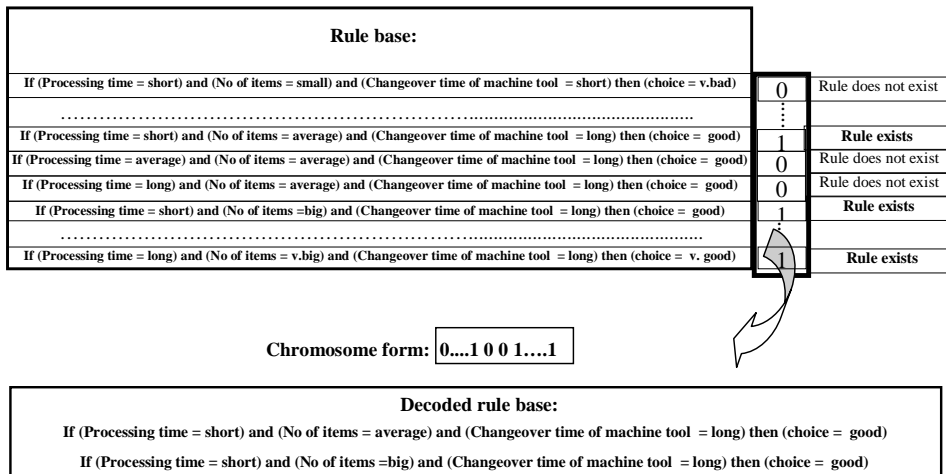 Rule base:
If (Processing time = short) and (No of items = small) and (Changeover time of machine tool = short) then (choice = v.bad) 0 Rule does not exist
……………………………………………………………………………………… ⋮
If (Processing time = short) and (No of items = average) and (Changeover time of machine tool = long) then (choice = good) 1 Rule exists
If (Processing time = average) and (No of items = average) and (Changeover time of machine tool = long) then (choice = good) 0 Rule does not exist
If (Processing time = long) and (No of items = average) and (Changeover time of machine tool = long) then (choice = good) 0 Rule does not exist
If (Processing time = short) and (No of items =big) and (Changeover time of machine tool = long) then (choice = good) 1 Rule exists
……………………………………………………………………………………… ⋮
If (Processing time = long) and (No of items = v.big) and (Changeover time of machine tool = long) then (choice = v. good) 1 Rule exists
Chromosome form: 0....1 0 0 1….1
Decoded rule base:
If (Processing time = short) and (No of items = average) and (Changeover time of machine tool = long) then (choice = good)
If (Processing time = short) and (No of items =big) and (Changeover time of machine tool = long) then (choice = good)